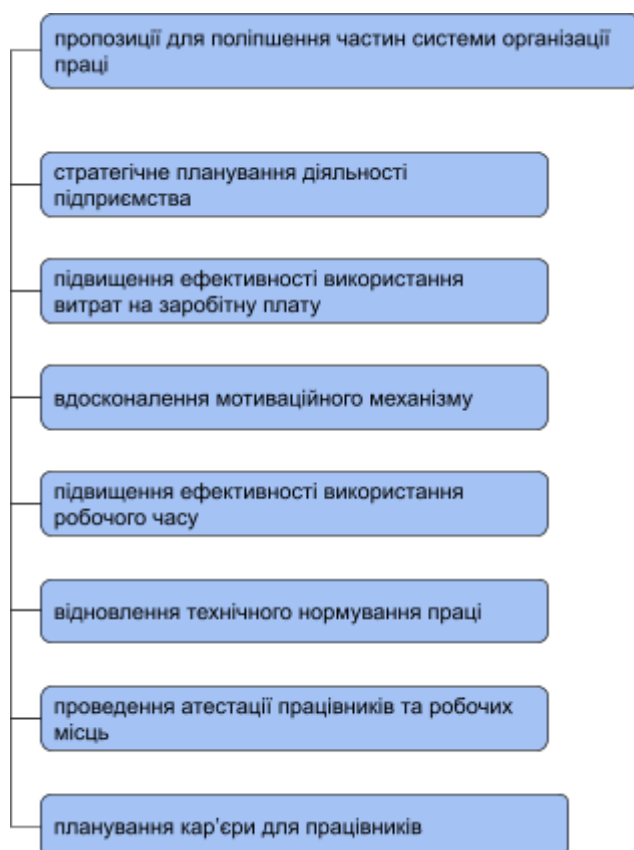 пропозиції для поліпшення частин системи організації
праці
стратегічне планування діяльності
підприємства
підвищення ефективності використання
витрат на заробітну плату
вдосконалення мотиваційного механізму
підвищення ефективності використання
робочого часу
відновлення технічного нормування праці
проведення атестації працівників та робочих
місць
планування кар’єри для працівників